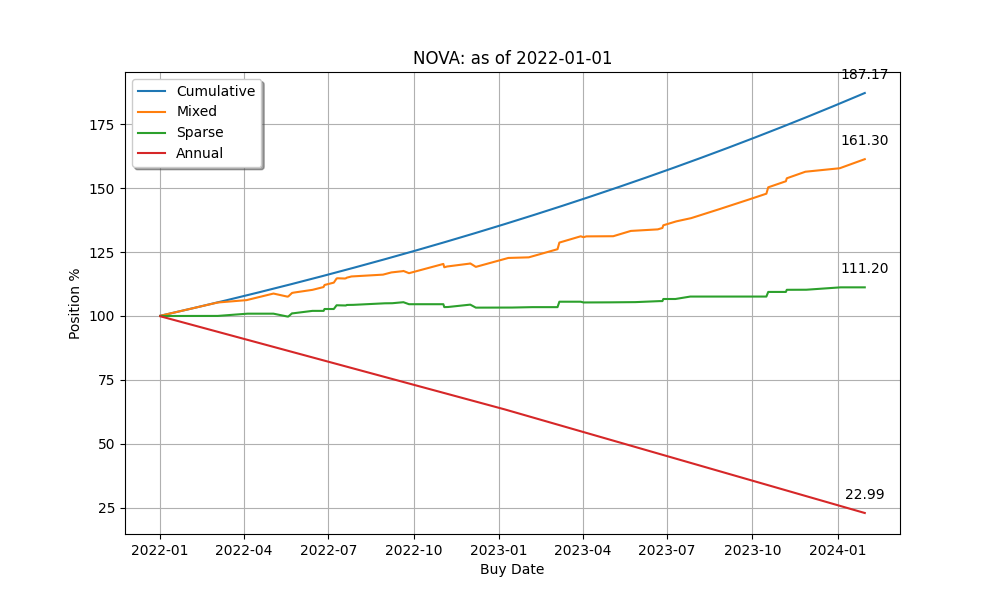 NOVA: as of 2022-01-01
187.17
Cumulative
Mixed
Sparse
Annual
161.30
111.20
22.99
175
150
125
100
75
50
25
Position %
2022-01 2022-04 2022-07 2022-10 2023-01 2023-04 2023-07 2023-10 2024-01
Buy Date